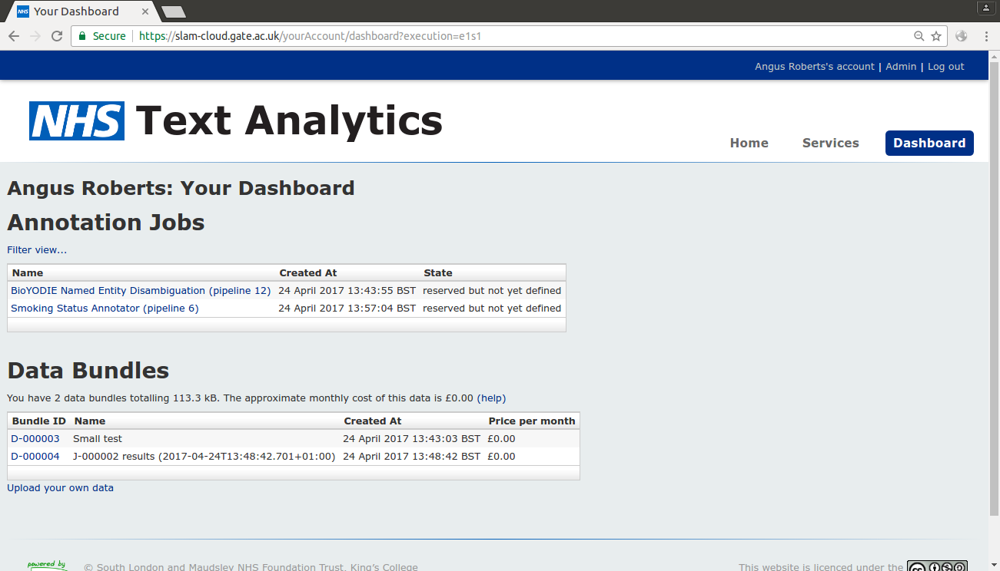 NHS Your Dashboard
Secure https://slam-cloud.gate.ac.uk/yourAccount/dashboard?execution=e1s1
Angus Roberts's account | Admin | Log out
NHS Text Analytics
Home Services Dashboard
Angus Roberts: Your Dashboard
Annotation Jobs
Filter view...
Name Created At State
BioYODIE Named Entity Disambiguation (pipeline 12) 24 April 2017 13:43:55 BST reserved but not yet defined
Smoking Status Annotator (pipeline 6) 24 April 2017 13:57:04 BST reserved but not yet defined
Data Bundles
You have 2 data bundles totalling 113.3 kB. The approximate monthly cost of this data is £0.00 (help)
Bundle ID Name Created At Price per month
D-000003 Small test 24 April 2017 13:43:03 BST £0.00
D-000004 J-000002 results (2017-04-24T13:48:42.701+01:00) 24 April 2017 13:48:42 BST £0.00
Upload your own data
powered by
© South London and Maudsley NHS Foundation Trust, King’s College
This website is licenced under the